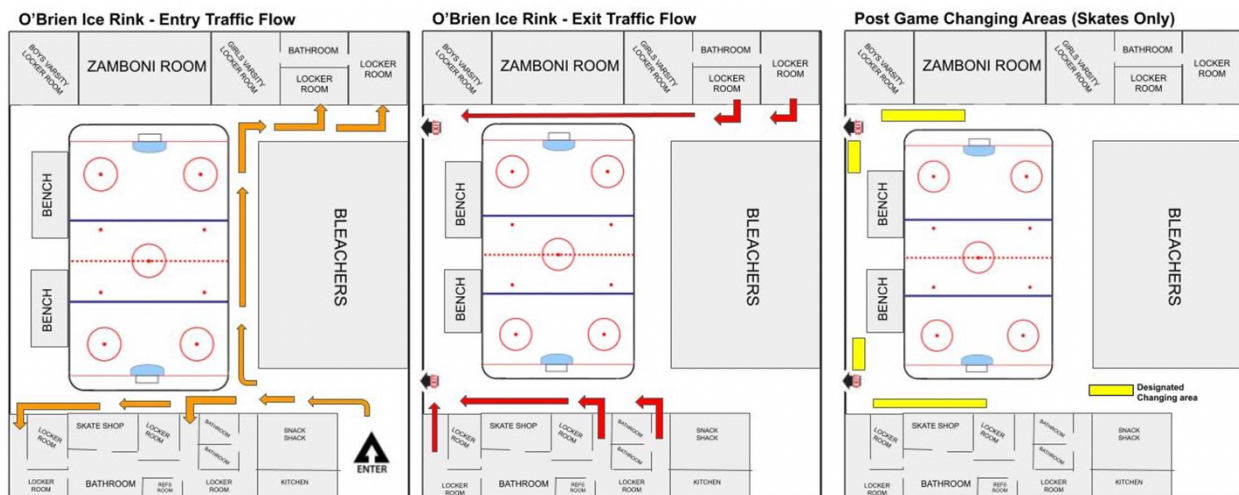 O'Brien Ice Rink - Entry Traffic Flow
BOYS VARSITY
LOCKER ROOM
ZAMBONI ROOM
GIRLS VARSITY
LOCKER ROOM
BATHROOM
LOCKER
ROOM
LOCKER
ROOM
BENCH
BENCH
BLEACHERS
LOCKER
ROOM
SKATE SHOP
LOCKER
ROOM
BATHROOM
BATHROOM
SNACK
SHACK
LOCKER
ROOM
BATHROOM
REFS
ROOM
LOCKER
ROOM
KITCHEN
ENTER
O'Brien Ice Rink - Exit Traffic Flow
BOYS VARSITY
LOCKER ROOM
ZAMBONI ROOM
GIRLS VARSITY
LOCKER ROOM
BATHROOM
LOCKER
ROOM
LOCKER
ROOM
BENCH
BENCH
BLEACHERS
LOCKER
ROOM
SKATE SHOP
LOCKER
ROOM
BATHROOM
BATHROOM
SNACK
SHACK
LOCKER
ROOM
BATHROOM
REFS
ROOM
LOCKER
ROOM
KITCHEN
Post Game Changing Areas (Skates Only)
BOYS VARSITY
LOCKER ROOM
ZAMBONI ROOM
GIRLS VARSITY
LOCKER ROOM
BATHROOM
LOCKER
ROOM
LOCKER
ROOM
BENCH
BENCH
BLEACHERS
Designated
Changing area
LOCKER
ROOM
SKATE SHOP
LOCKER
ROOM
BATHROOM
BATHROOM
SNACK
SHACK
LOCKER
ROOM
BATHROOM
REFS
ROOM
LOCKER
ROOM
KITCHEN